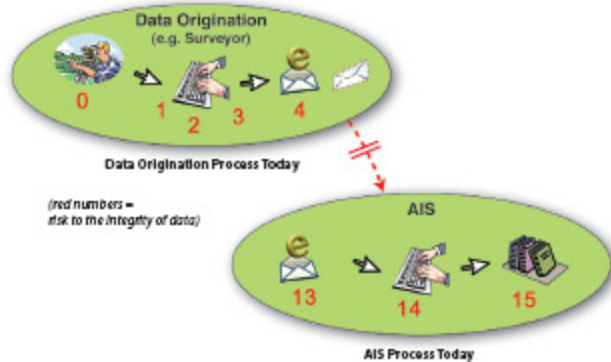 Data Origination
(e.g. Surveyor)
e
0
1
2
3
4
Data Origination Process Today
(red numbers =
risk to the integrity of data)
AIS
e
13
14
15
AIS Process Today